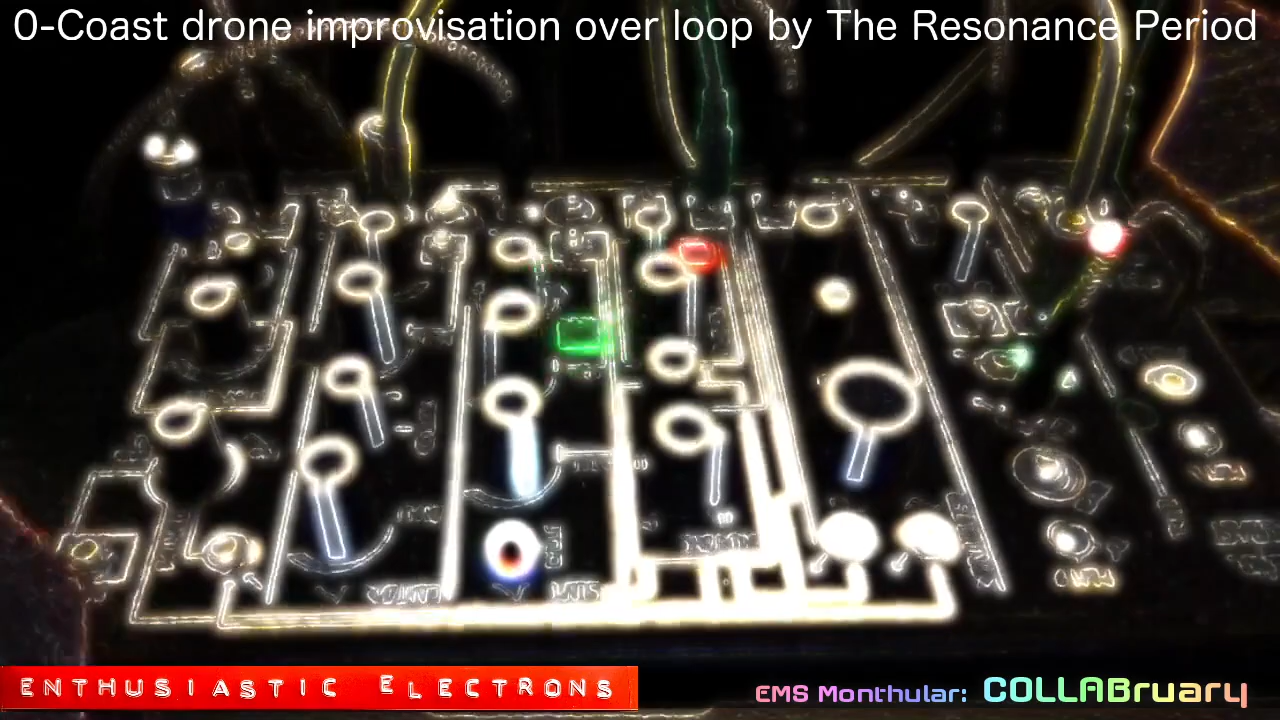 0-Coast drone improvisation over loop by The Resonance Period
ENTHUSIASTIC ELECTRONS
EMS Monthular: COLLABruary